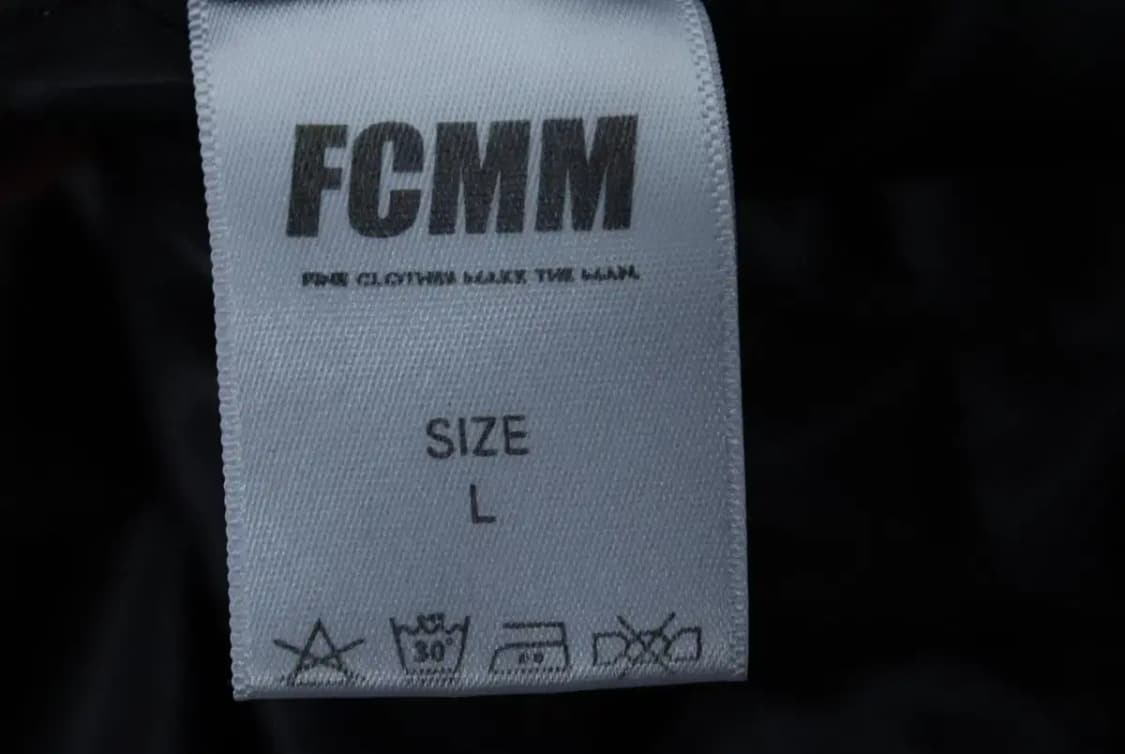 FCMM
FINE CLOTHES MAKE THE MAN.
SIZE
L
30°